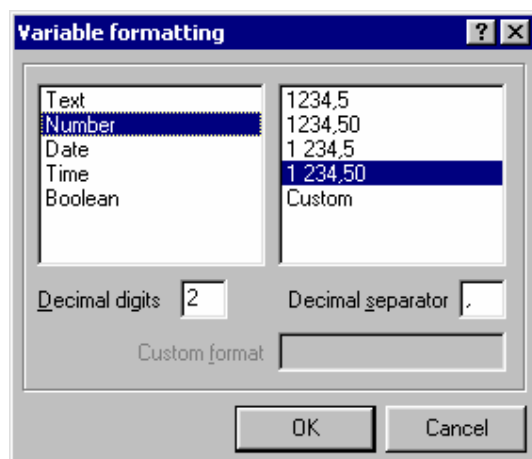 Variable formatting
Text
Number
Date
Time
Boolean
1234,5
1234,50
1 234,5
1 234,50
Custom
Decimal digits 2
Decimal separator ,
Custom format
OK Cancel